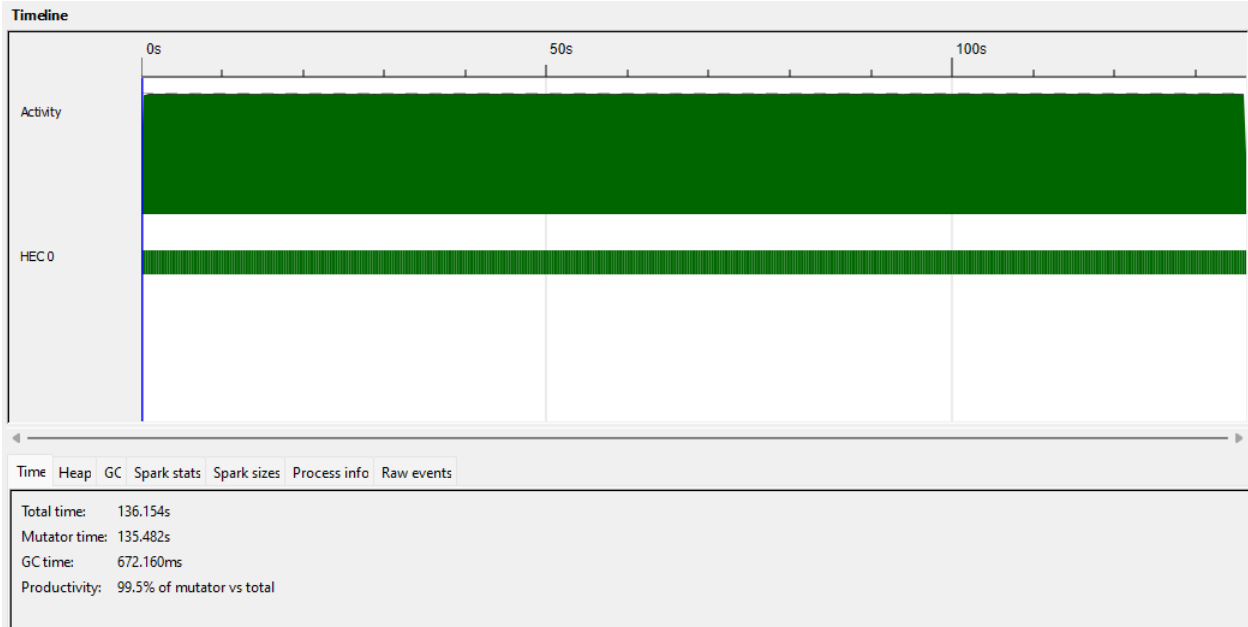 Timeline
0s 50s 100s
Activity
HEC 0
Time Heap GC Spark stats Spark sizes Process info Raw events
Total time: 136.154s
Mutator time: 135.482s
GC time: 672.160ms
Productivity: 99.5% of mutator vs total